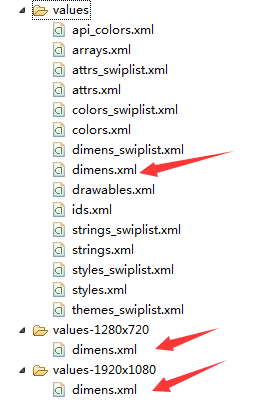 values
api_colors.xml
arrays.xml
attrs_swiplist.xml
attrs.xml
colors_swiplist.xml
colors.xml
dimens_swiplist.xml
dimens.xml
drawables.xml
ids.xml
strings_swiplist.xml
strings.xml
styles_swiplist.xml
styles.xml
themes_swiplist.xml
values-1280x720
dimens.xml
values-1920x1080
dimens.xml